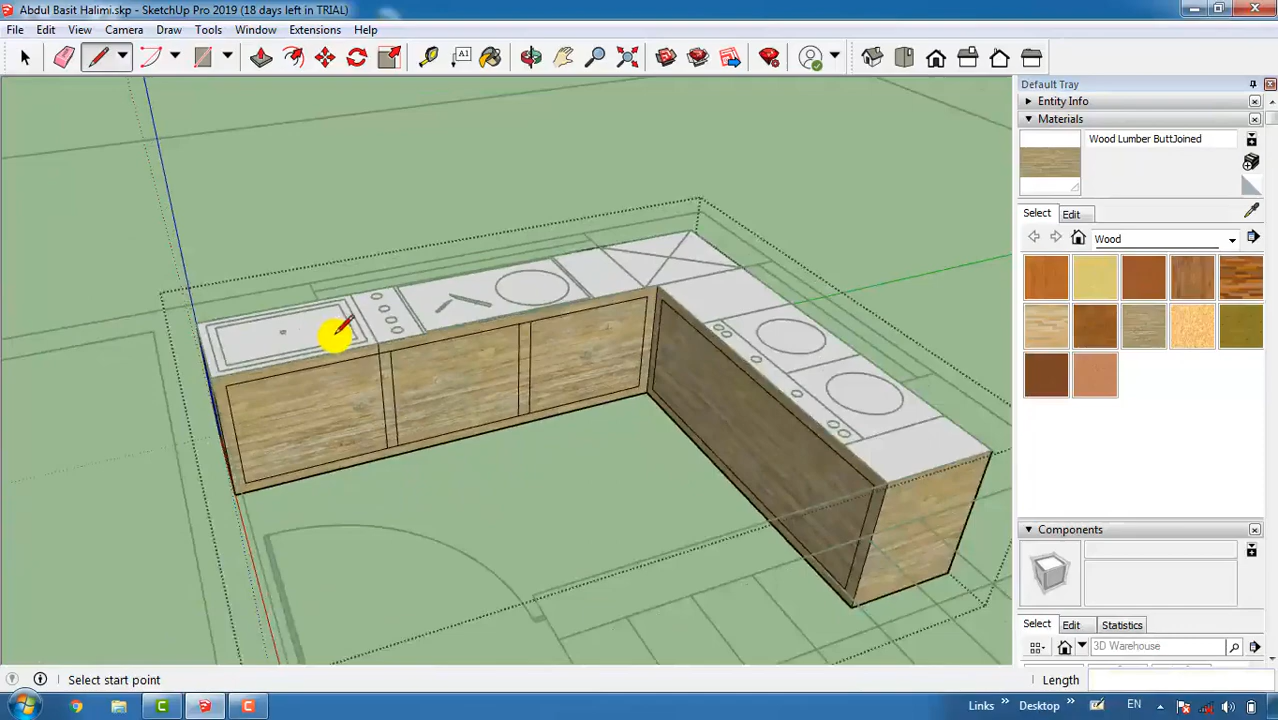 Abdul Basit Halimi.skp - SketchUp Pro 2019 (18 days left in TRIAL)
File Edit View Camera Draw Tools Window Extensions Help
A1
Default Tray
Entity Info
Materials
Wood Lumber ButtJoined
Select Edit
Wood
Components
Select Edit Statistics
3D Warehouse
Select start point
Length
Links » Desktop » EN